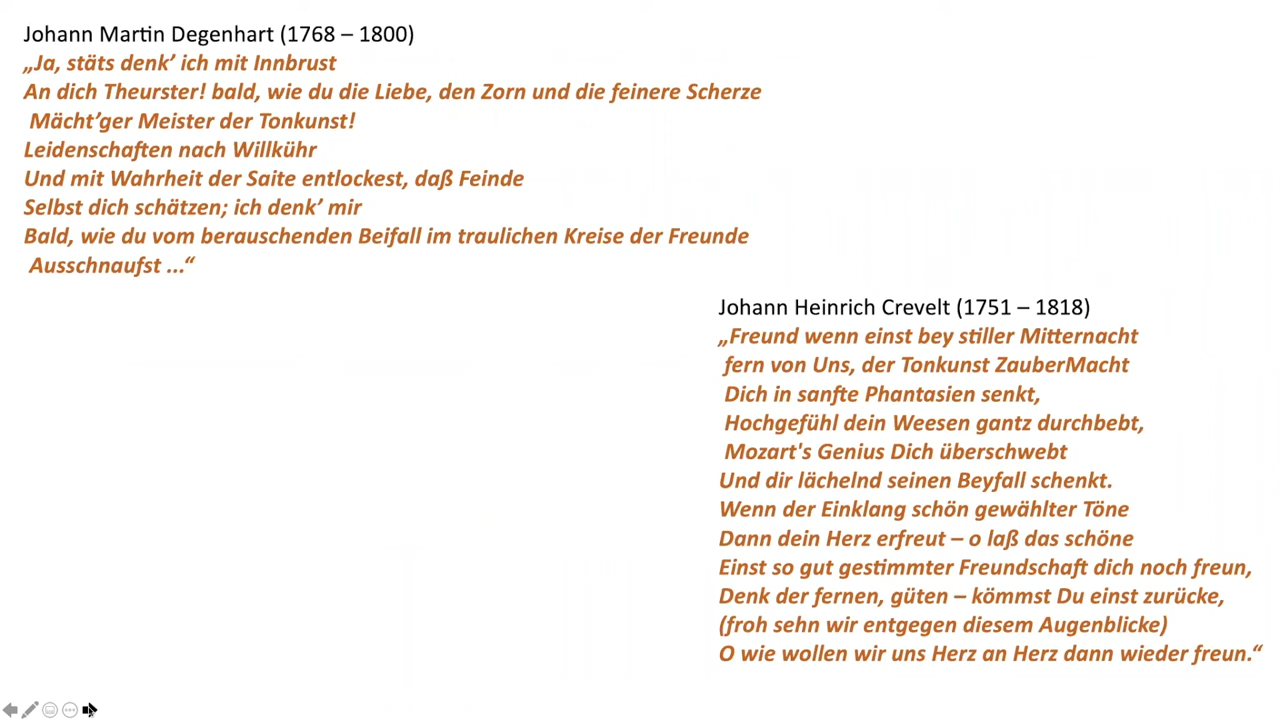 Johann Martin Degenhart (1768 – 1800)
„Ja, stäts denk’ ich mit Innbrust
An dich Theurster! bald, wie du die Liebe, den Zorn und die feinere Scherze
Mächt’ger Meister der Tonkunst!
Leidenschaften nach Willkühr
Und mit Wahrheit der Saite entlockest, daß Feinde
Selbst dich schätzen; ich denk’ mir
Bald, wie du vom berauschenden Beifall im traulichen Kreise der Freunde
Ausschnaufst ...“
Johann Heinrich Crevelt (1751 – 1818)
„Freund wenn einst bey stiller Mitternacht
fern von Uns, der Tonkunst ZauberMacht
Dich in sanfte Phantasien senkt,
Hochgefühl dein Weesen gantz durchbebt,
Mozart's Genius Dich überschwebt
Und dir lächelnd seinen Beyfall schenkt.
Wenn der Einklang schön gewählter Töne
Dann dein Herz erfreut – o laß das schöne
Einst so gut gestimmter Freundschaft dich noch freun,
Denk der fernen, güten – kömmst Du einst zurücke,
(froh sehn wir entgegen diesem Augenblicke)
O wie wollen wir uns Herz an Herz dann wieder freun.“